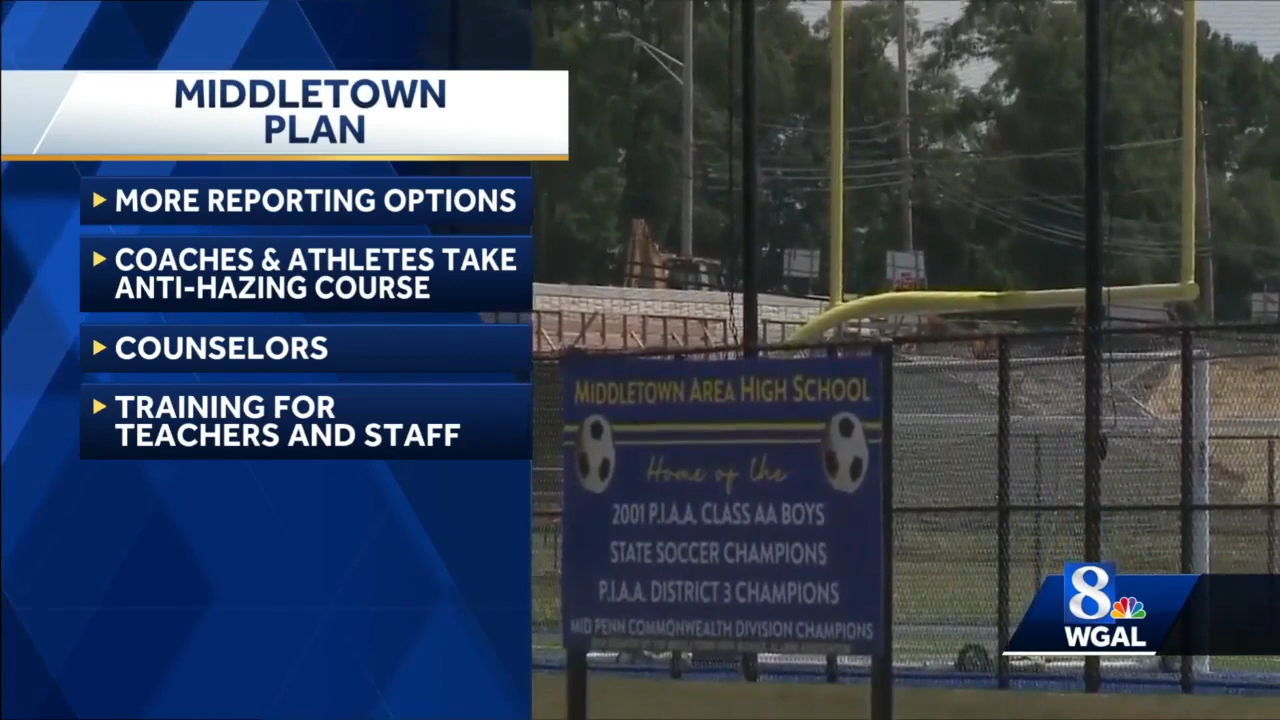 MIDDLETOWN
PLAN
MORE REPORTING OPTIONS
COACHES & ATHLETES TAKE
ANTI-HAZING COURSE
COUNSELORS
TRAINING FOR
TEACHERS AND STAFF
MIDDLETOWN AREA HIGH SCHOOL
Home of the
2001 P.I.A.A. CLASS AA BOYS
STATE SOCCER CHAMPIONS
P.I.A.A. DISTRICT 3 CHAMPIONS
MID PENN COMMONWEALTH DIVISION CHAMPIONS
8
WGAL